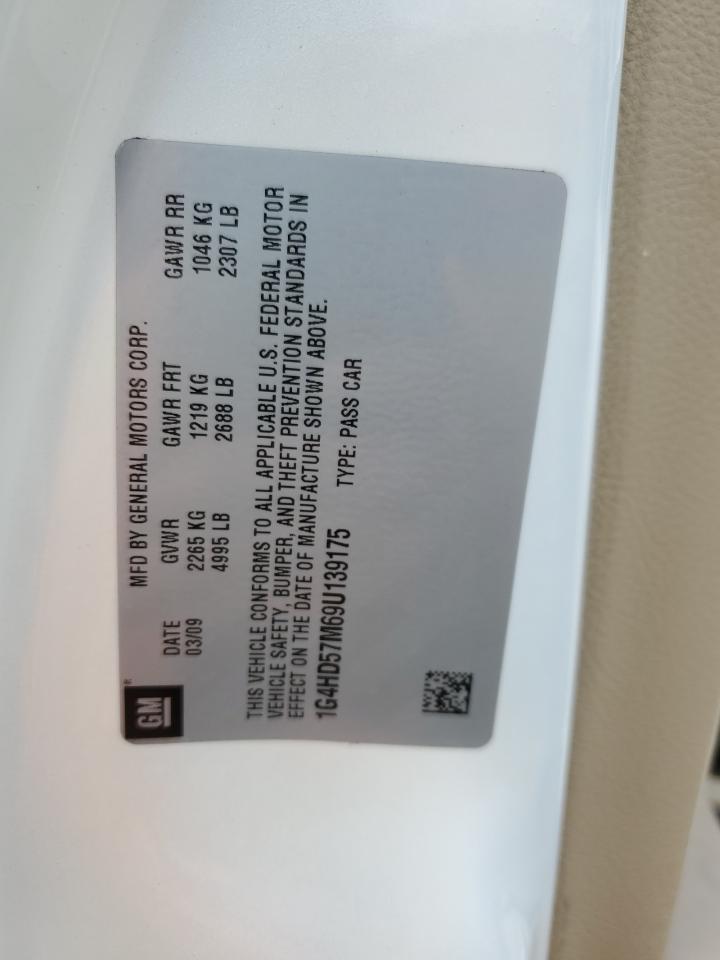 GM®
MFD BY GENERAL MOTORS CORP.
DATE GVWR GAWR FRT GAWR RR
03/09 2265 KG 1219 KG 1046 KG
4995 LB 2688 LB 2307 LB
THIS VEHICLE CONFORMS TO ALL APPLICABLE U.S. FEDERAL MOTOR
VEHICLE SAFETY, BUMPER, AND THEFT PREVENTION STANDARDS IN
EFFECT ON THE DATE OF MANUFACTURE SHOWN ABOVE.
1G4HD57M69U139175 TYPE: PASS CAR